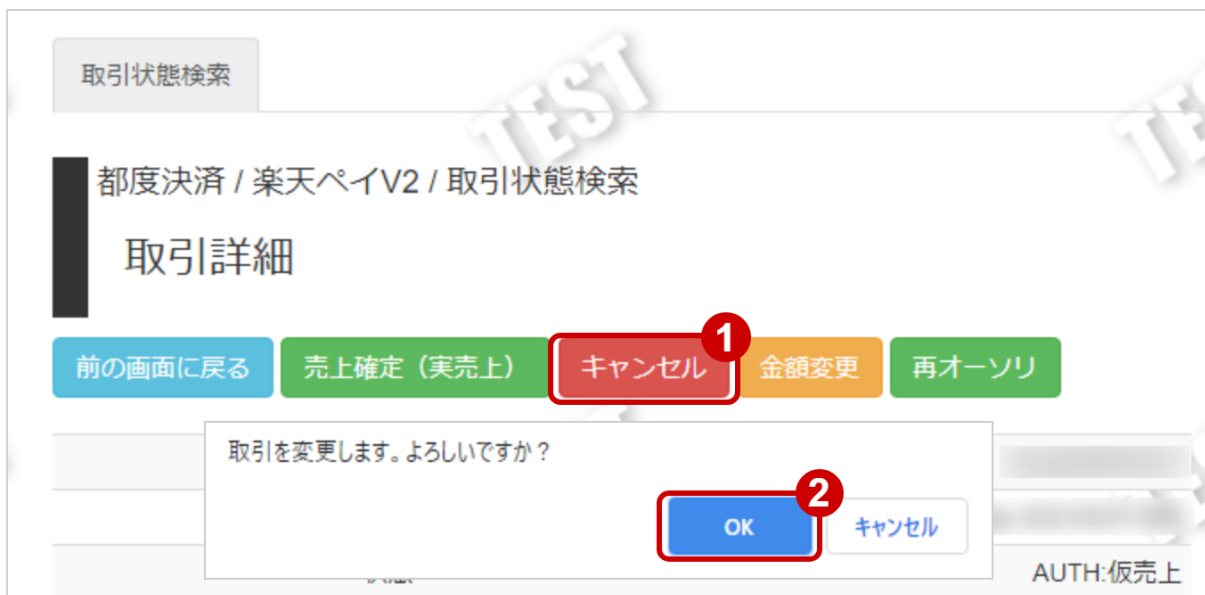 取引状態検索
都度決済 / 楽天ペイV2 / 取引状態検索
取引詳細
前の画面に戻る 売上確定（実売上） キャンセル 1 金額変更 再オーソリ
取引を変更します。よろしいですか？
2
OK キャンセル
AUTH:仮売上
TEST